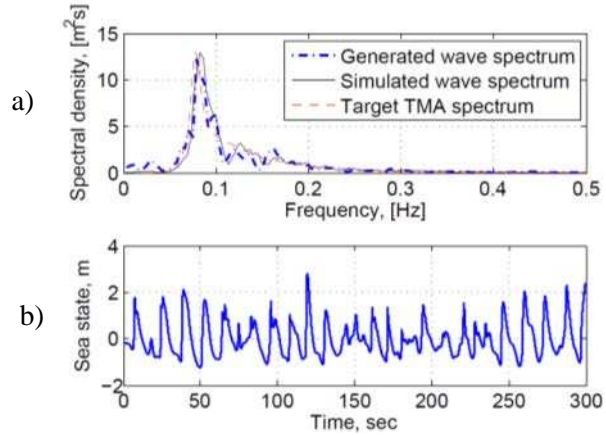 a)
Spectral density, [m²s]
15
10
5
0
Generated wave spectrum
Simulated wave spectrum
Target TMA spectrum
0 0.1 0.2 0.3 0.4 0.5
Frequency, [Hz]
b)
Sea state, m
4
2
0
−2
0 50 100 150 200 250 300
Time, sec